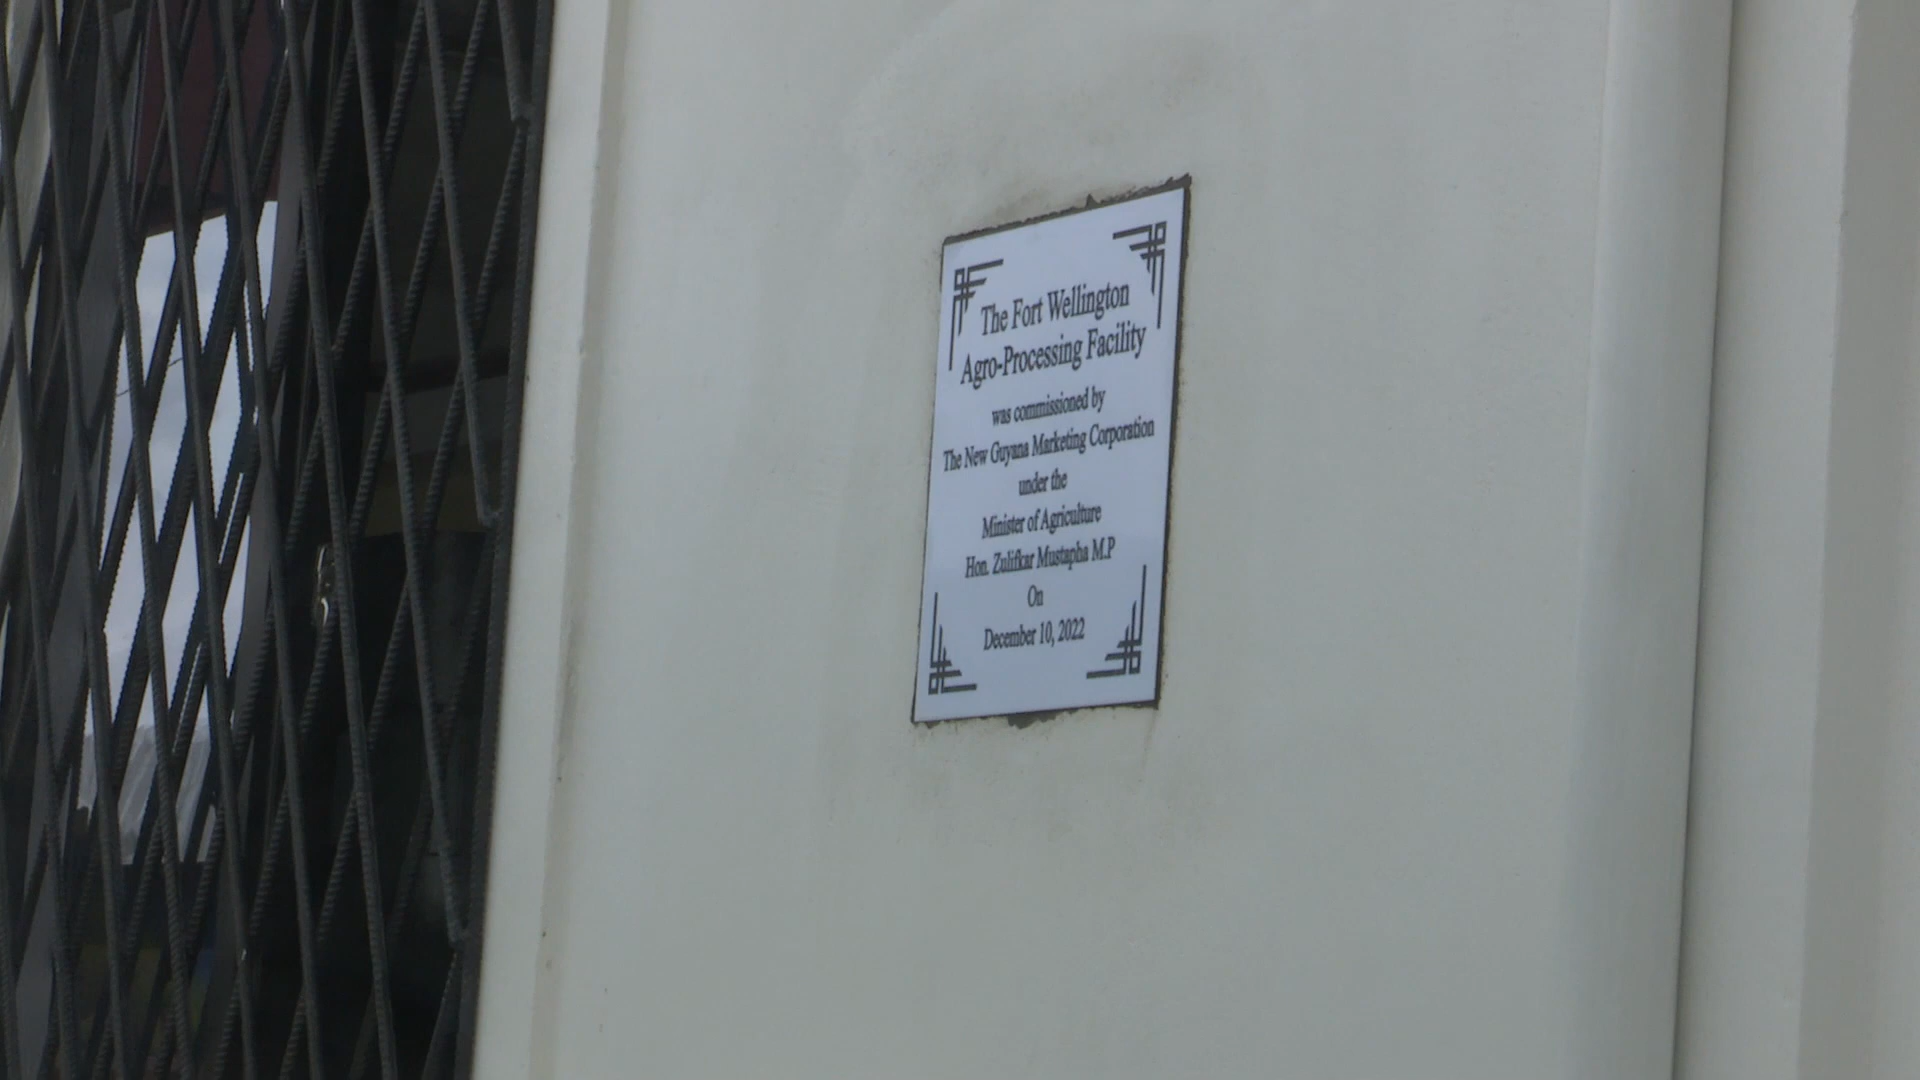 The Fort Wellington
Agro-Processing Facility
was commissioned by
The New Guyana Marketing Corporation
under the
Minister of Agriculture
Hon. Zulifkar Mustapha M.P
On
December 10, 2022